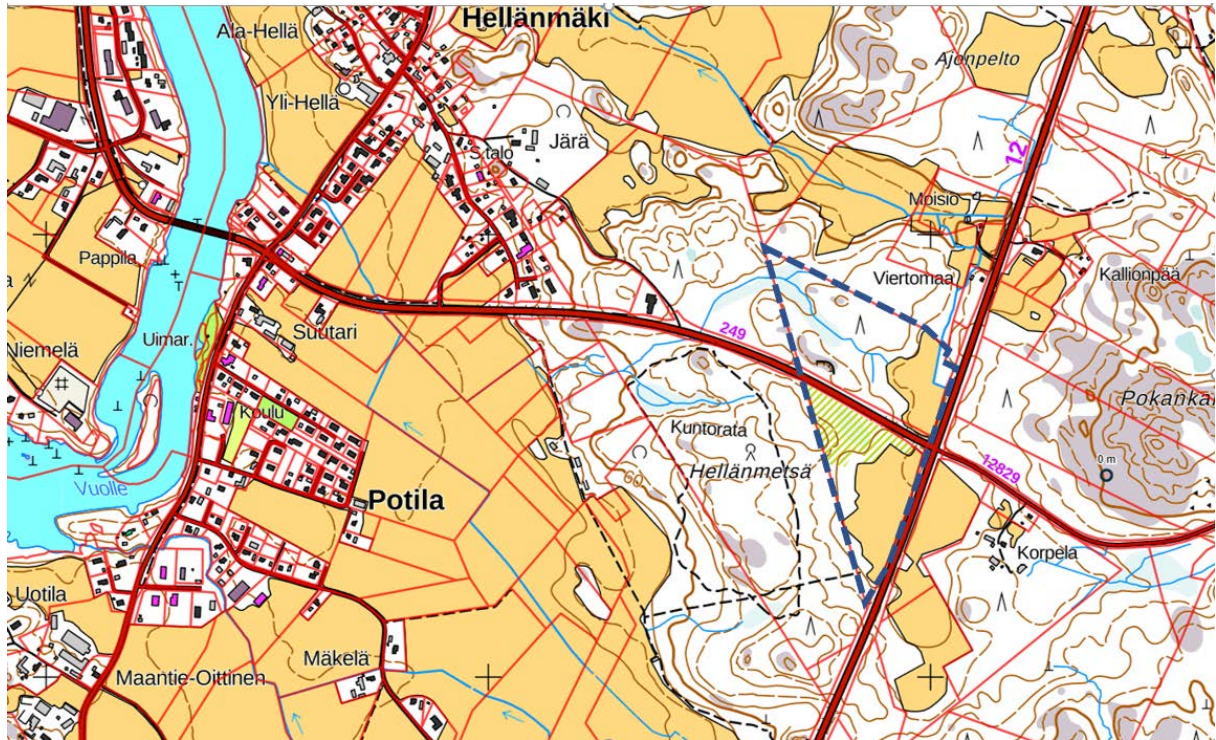 Hellänmäki
Ala-Hellä
Ajonpelto
Yli-Hellä
Järä
S.talo
12
Moisio
Pappila
Viertomaa
Kallionpää
249
Uimar.
Suutari
Niemelä
Pokankal
Koulu
Kuntorata
Hellänmetsä
0 m
12829
60
Vuolle
Potila
Korpela
Uotila
Mäkelä
Maantie-Oittinen